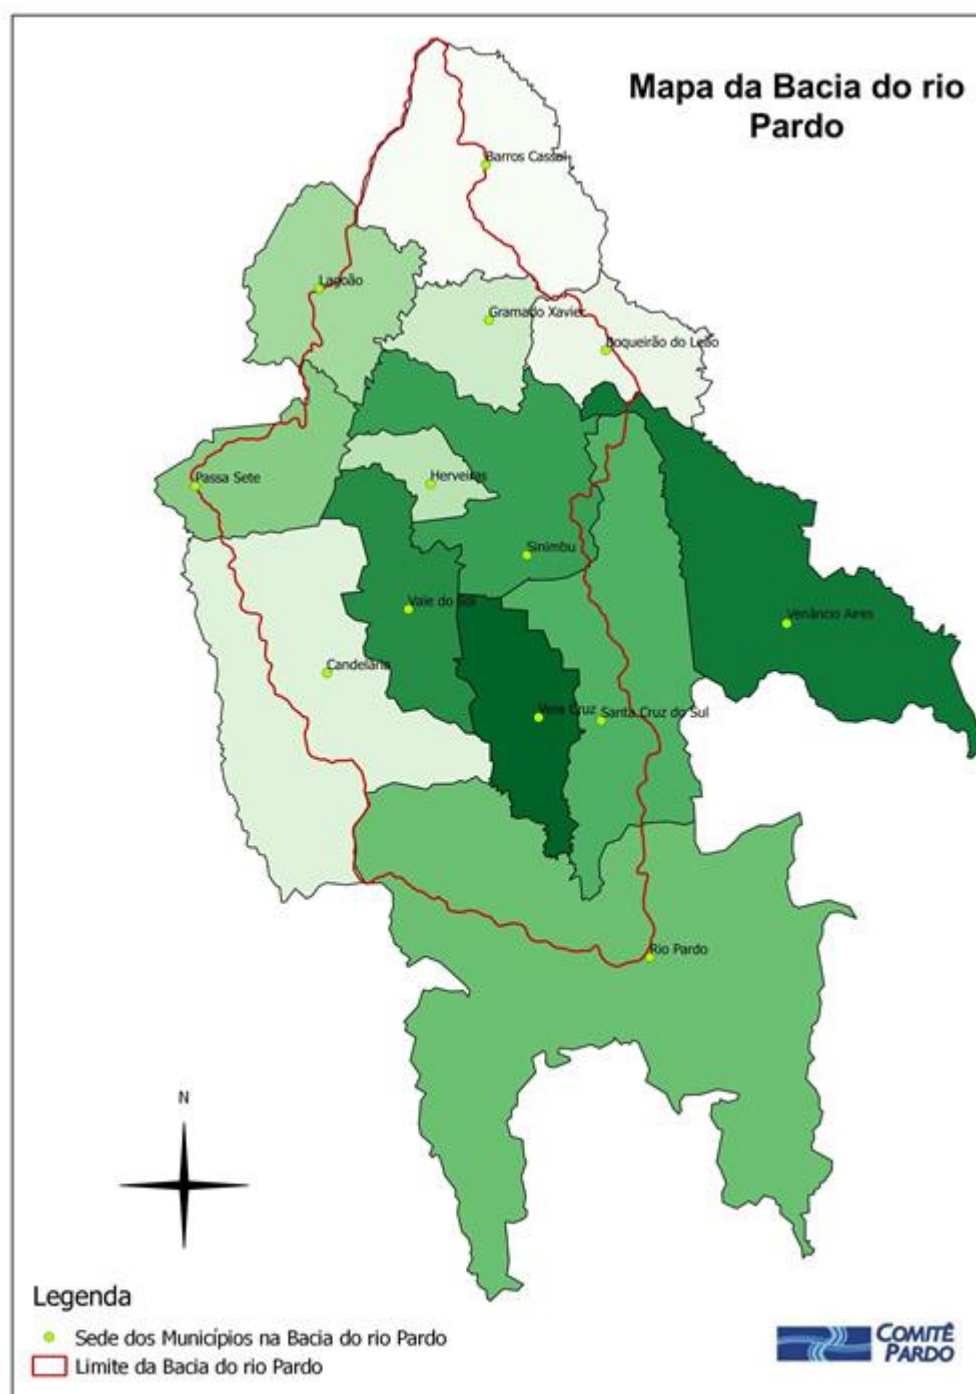 Mapa da Bacia do rio
Pardo
Barros Cassal
Lagoão
Gramado Xavier
Boqueirão do Leão
Passa Sete
Herveiras
Sinimbu
Vale do Sol
Venâncio Aires
Candelária
Vera Cruz
Santa Cruz do Sul
Rio Pardo
N
Legenda
Sede dos Municípios na Bacia do rio Pardo
Limite da Bacia do rio Pardo
COMITÊ
PARDO